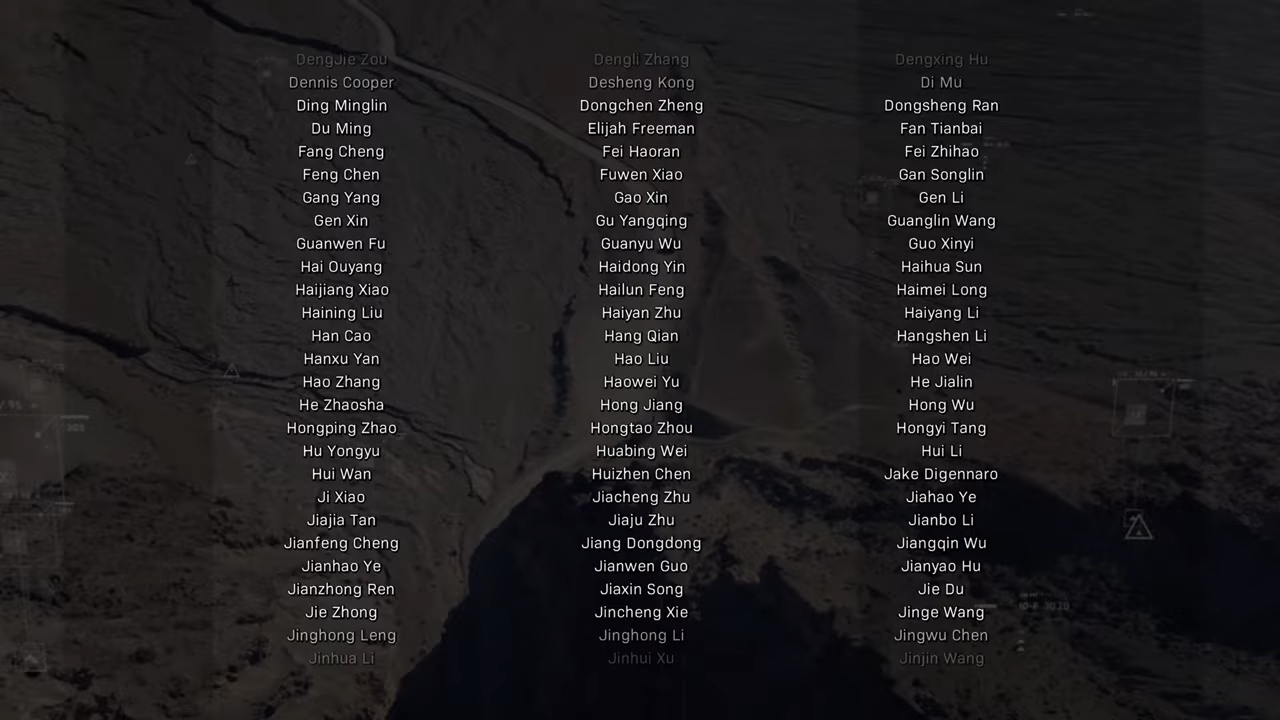 DengJie Zou Dengli Zhang Dengxing Hu
Dennis Cooper Desheng Kong Di Mu
Ding Minglin Dongchen Zheng Dongsheng Ran
Du Ming Elijah Freeman Fan Tianbai
Fang Cheng Fei Haoran Fei Zhihao
Feng Chen Fuwen Xiao Gan Songlin
Gang Yang Gao Xin Gen Li
Gen Xin Gu Yangqing Guanglin Wang
Guanwen Fu Guanyu Wu Guo Xinyi
Hai Ouyang Haidong Yin Haihua Sun
Haijiang Xiao Hailun Feng Haimei Long
Haining Liu Haiyan Zhu Haiyang Li
Han Cao Hang Qian Hangshen Li
Hanxu Yan Hao Liu Hao Wei
Hao Zhang Haowei Yu He Jialin
He Zhaosha Hong Jiang Hong Wu
Hongping Zhao Hongtao Zhou Hongyi Tang
Hu Yongyu Huabing Wei Hui Li
Hui Wan Huizhen Chen Jake Digennaro
Ji Xiao Jiacheng Zhu Jiahao Ye
Jiajia Tan Jiaju Zhu Jianbo Li
Jianfeng Cheng Jiang Dongdong Jiangqin Wu
Jianhao Ye Jianwen Guo Jianyao Hu
Jianzhong Ren Jiaxin Song Jie Du
Jie Zhong Jincheng Xie Jinge Wang
Jinghong Leng Jinghong Li Jingwu Chen
Jinhua Li Jinhui Xu Jinjin Wang